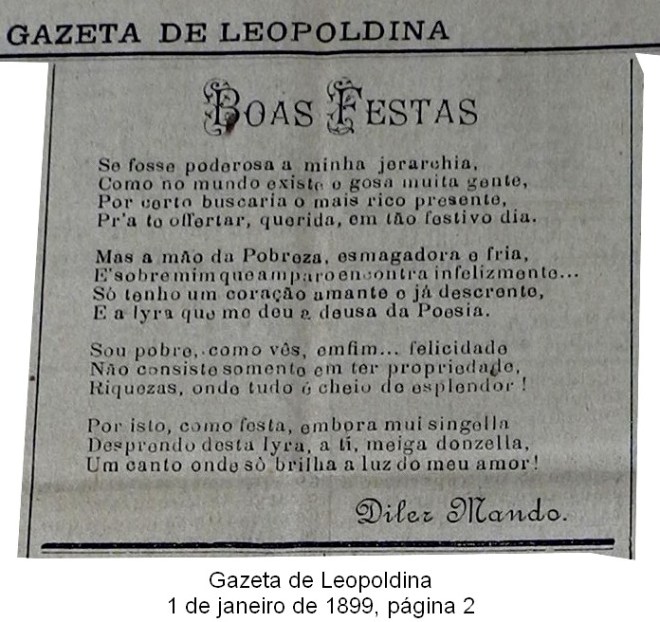 GAZETA DE LEOPOLDINA
BOAS FESTAS
Se fosse poderosa a minha jerarchia,
Como no mundo existe e gosa muita gente,
Por certo buscaria o mais rico presente,
Pr'a te offertar, querida, em tão festivo dia.
Mas a mão da Pobreza, esmagadora e fria,
E' sobre mim que amparo encontra infelizmente...
Só tenho um coração amante e já descrente,
E a lyra que me deu a deusa da Poesia.
Sou pobre, como vês, emfim... felicidade
Não consiste somente em ter propriedade,
Riquezas, onde tudo é cheio de esplendor!
Por isto, como festa, embora mui singella
Desprendo desta lyra, a ti, meiga donzella,
Um canto onde só brilha a luz do meu amor!
Diler Mando.
Gazeta de Leopoldina
1 de janeiro de 1899, página 2